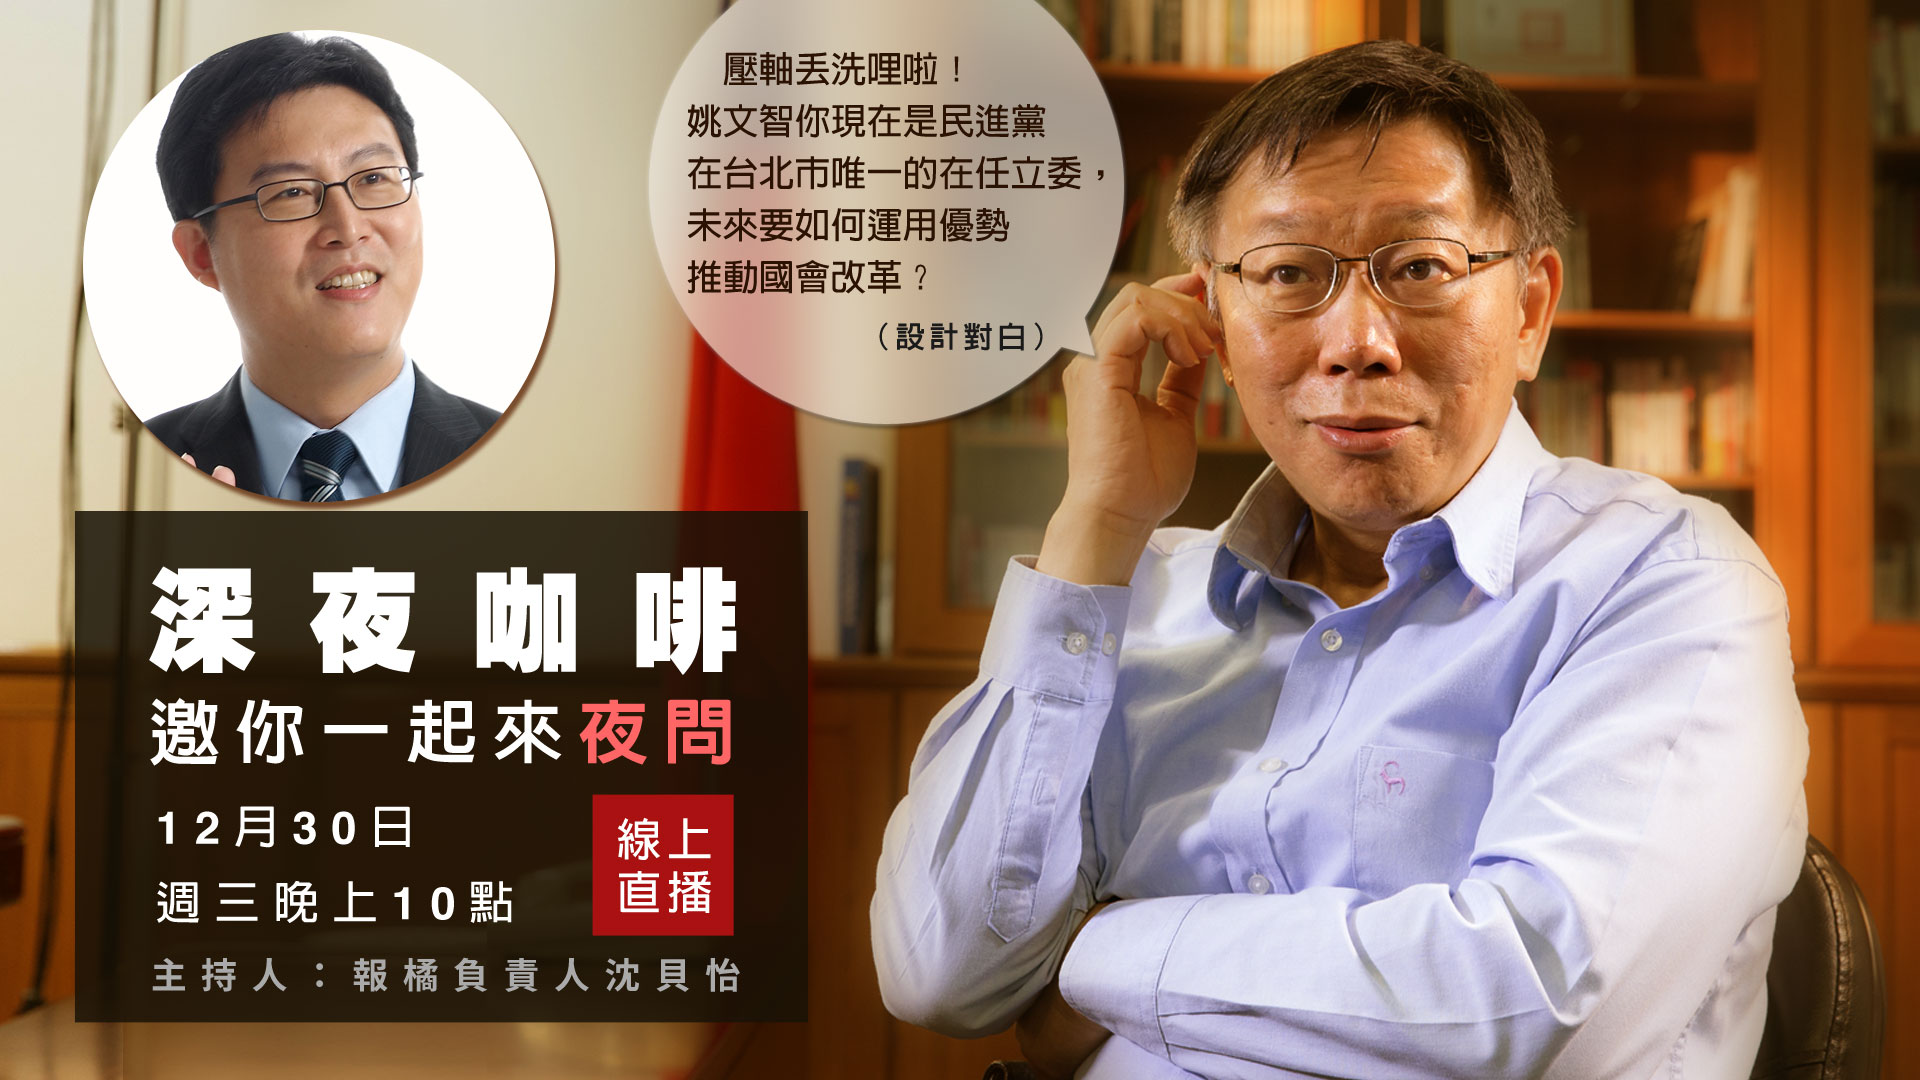 壓軸丟洗哩啦！
姚文智你現在是民進黨
在台北市唯一的在任立委，
未來要如何運用優勢
推動國會改革？
（設計對白）
深夜咖啡
邀你一起來夜問
12月30日
週三晚上10點
線上
直播
主持人：報橘負責人沈貝怡